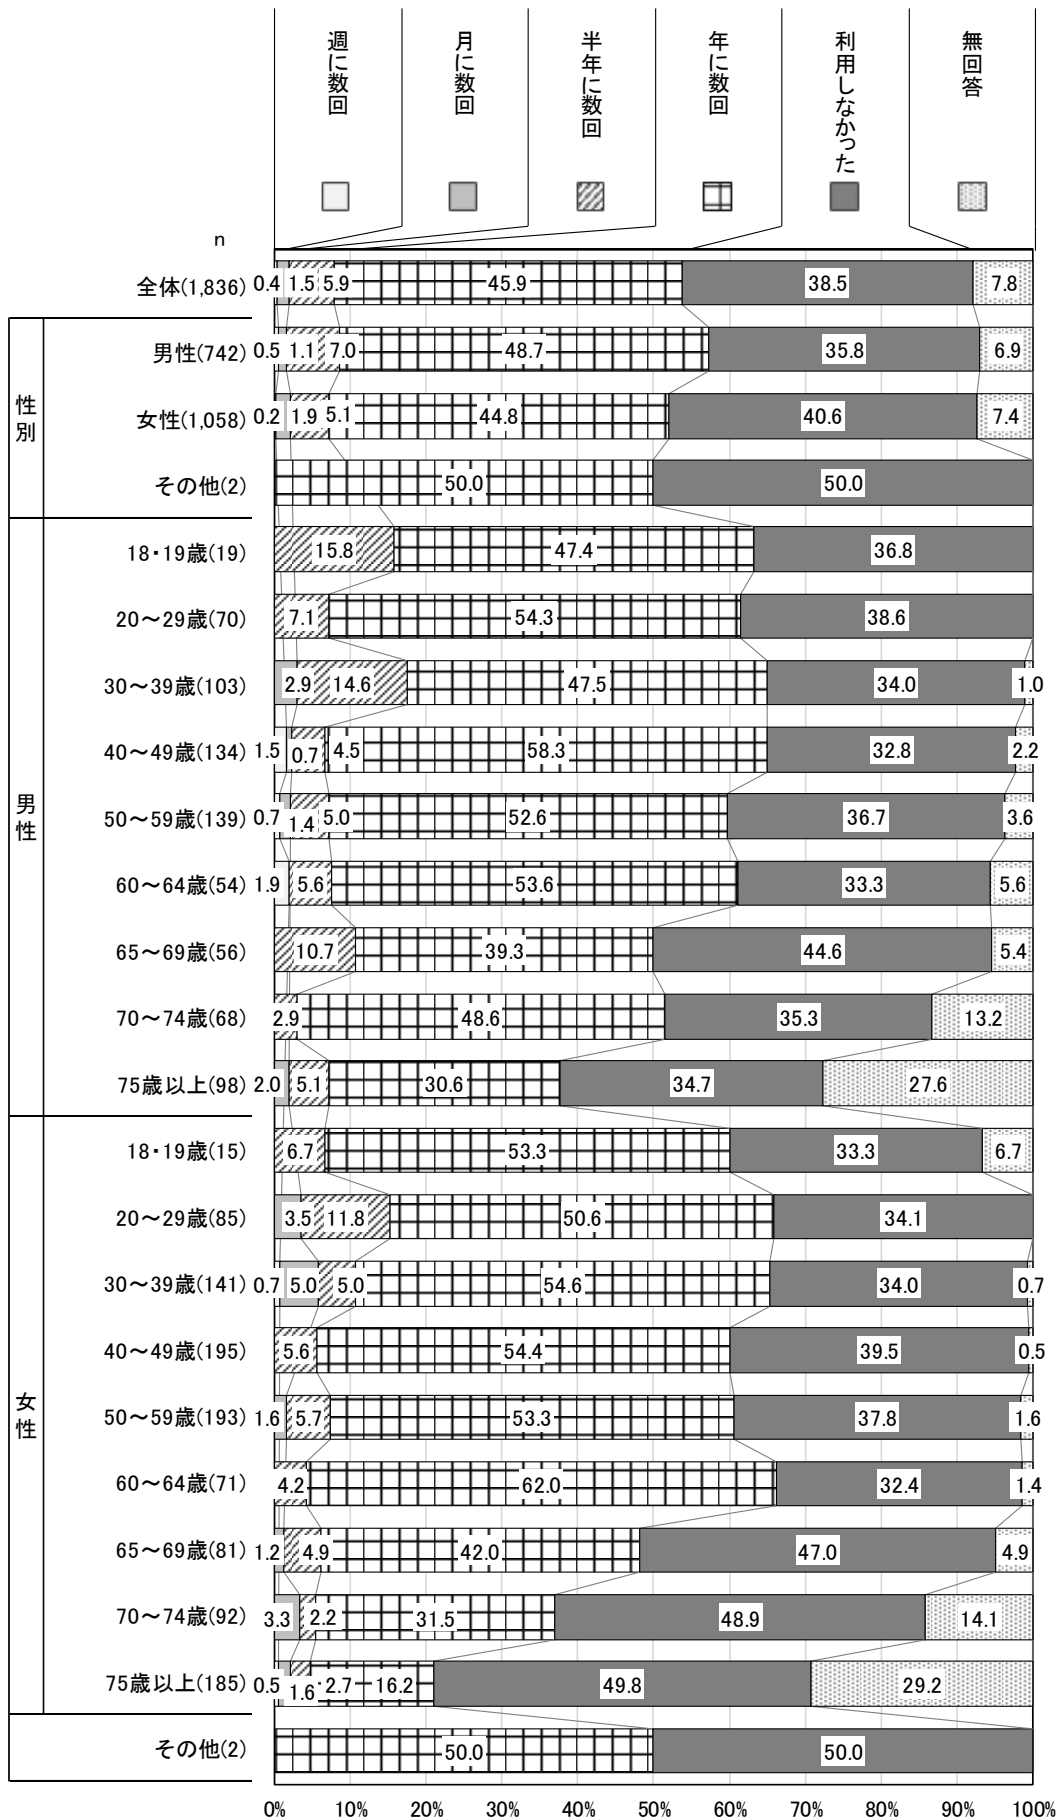 週に数回
月に数回
半年に数回
年に数回
利用しなかった
無回答
n
全体(1,836) 0.4 1.5 5.9 45.9 38.5 7.8
性別
男性(742) 0.5 1.1 7.0 48.7 35.8 6.9
女性(1,058) 0.2 1.9 5.1 44.8 40.6 7.4
その他(2) 50.0 50.0
男性
18・19歳(19) 15.8 47.4 36.8
20～29歳(70) 7.1 54.3 38.6
30～39歳(103) 2.9 14.6 47.5 34.0 1.0
40～49歳(134) 1.5 0.7 4.5 58.3 32.8 2.2
50～59歳(139) 0.7 1.4 5.0 52.6 36.7 3.6
60～64歳(54) 1.9 5.6 53.6 33.3 5.6
65～69歳(56) 10.7 39.3 44.6 5.4
70～74歳(68) 2.9 48.6 35.3 13.2
75歳以上(98) 2.0 5.1 30.6 34.7 27.6
女性
18・19歳(15) 6.7 53.3 33.3 6.7
20～29歳(85) 3.5 11.8 50.6 34.1
30～39歳(141) 0.7 5.0 5.0 54.6 34.0 0.7
40～49歳(195) 5.6 54.4 39.5 0.5
50～59歳(193) 1.6 5.7 53.3 37.8 1.6
60～64歳(71) 4.2 62.0 32.4 1.4
65～69歳(81) 1.2 4.9 42.0 47.0 4.9
70～74歳(92) 3.3 2.2 31.5 48.9 14.1
75歳以上(185) 0.5 1.6 2.7 16.2 49.8 29.2
その他(2) 50.0 50.0
0% 10% 20% 30% 40% 50% 60% 70% 80% 90% 100%